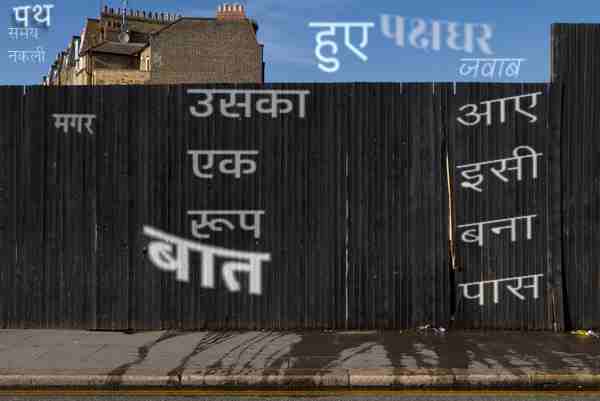 पथ
समय
नकली
हुए
पक्षधर
जवाब
मगर
उसका
एक
रूप
बात
आए
इसी
बना
पास